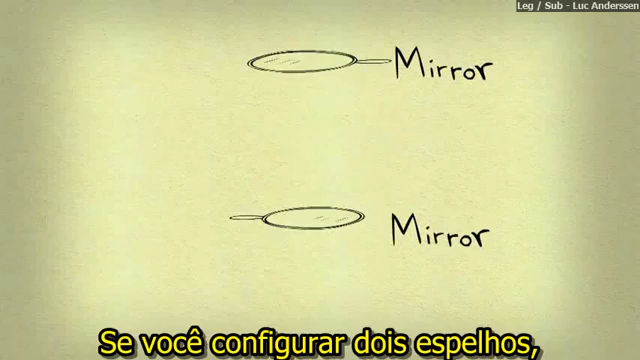 Leg / Sub - Luc Anderssen
Mirror
Mirror
Se você configurar dois espelhos,